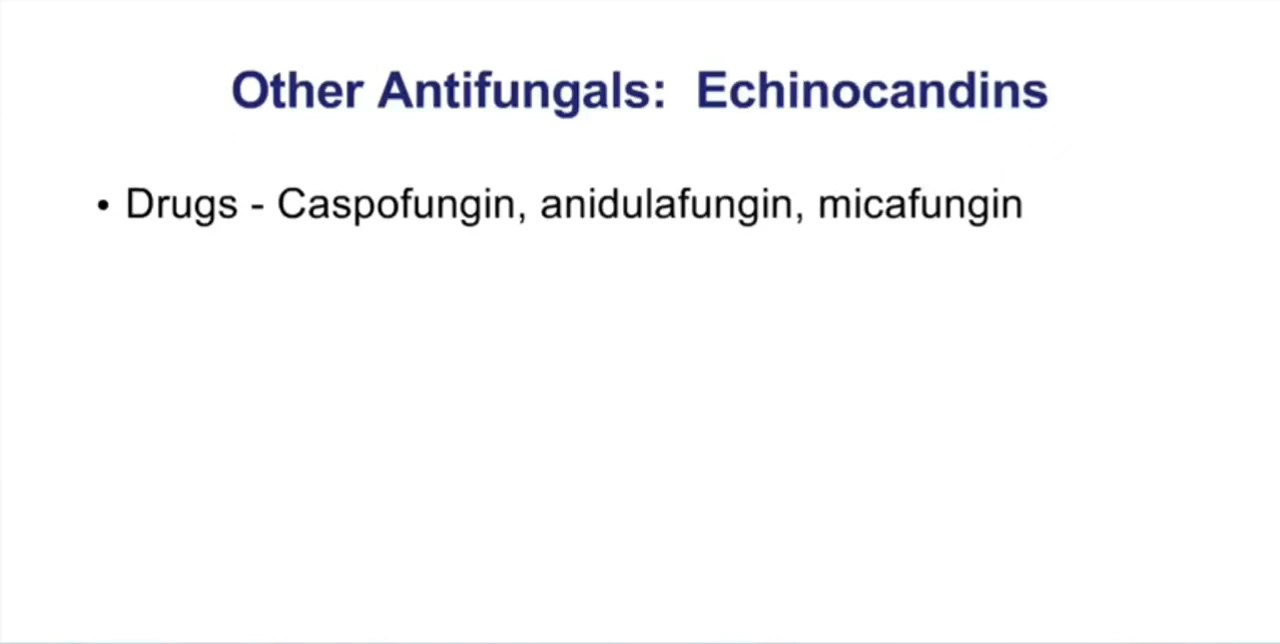 Other Antifungals: Echinocandins
• Drugs - Caspofungin, anidulafungin, micafungin